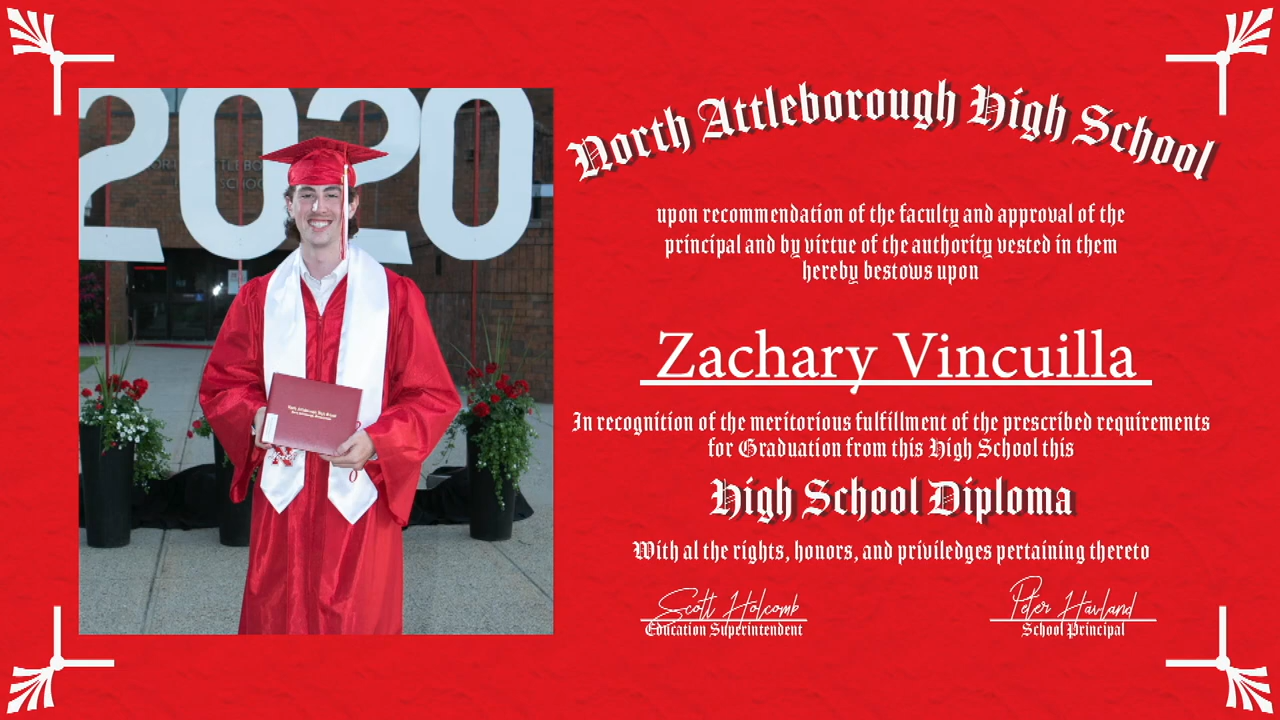 2020
North Attleborough High School
upon recommendation of the faculty and approval of the
principal and by virtue of the authority vested in them
hereby bestows upon
Zachary Vincuilla
In recognition of the meritorious fulfillment of the prescribed requirements
for Graduation from this High School this
High School Diploma
With al the rights, honors, and priviledges pertaining thereto
Scott Holcomb
Education Superintendent
Peter Haviland
School Principal